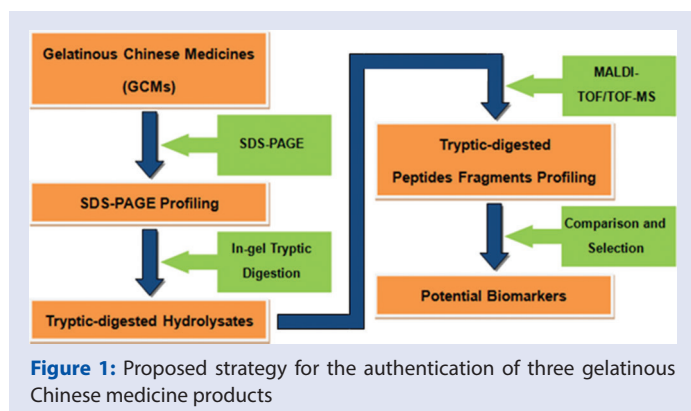 Gelatinous Chinese Medicines
(GCMs)
SDS-PAGE
SDS-PAGE Profiling
In-gel Tryptic
Digestion
Tryptic-digested Hydrolysates
MALDI-
TOF/TOF-MS
Tryptic-digested
Peptides Fragments Profiling
Comparison and
Selection
Potential Biomarkers
Figure 1: Proposed strategy for the authentication of three gelatinous
Chinese medicine products